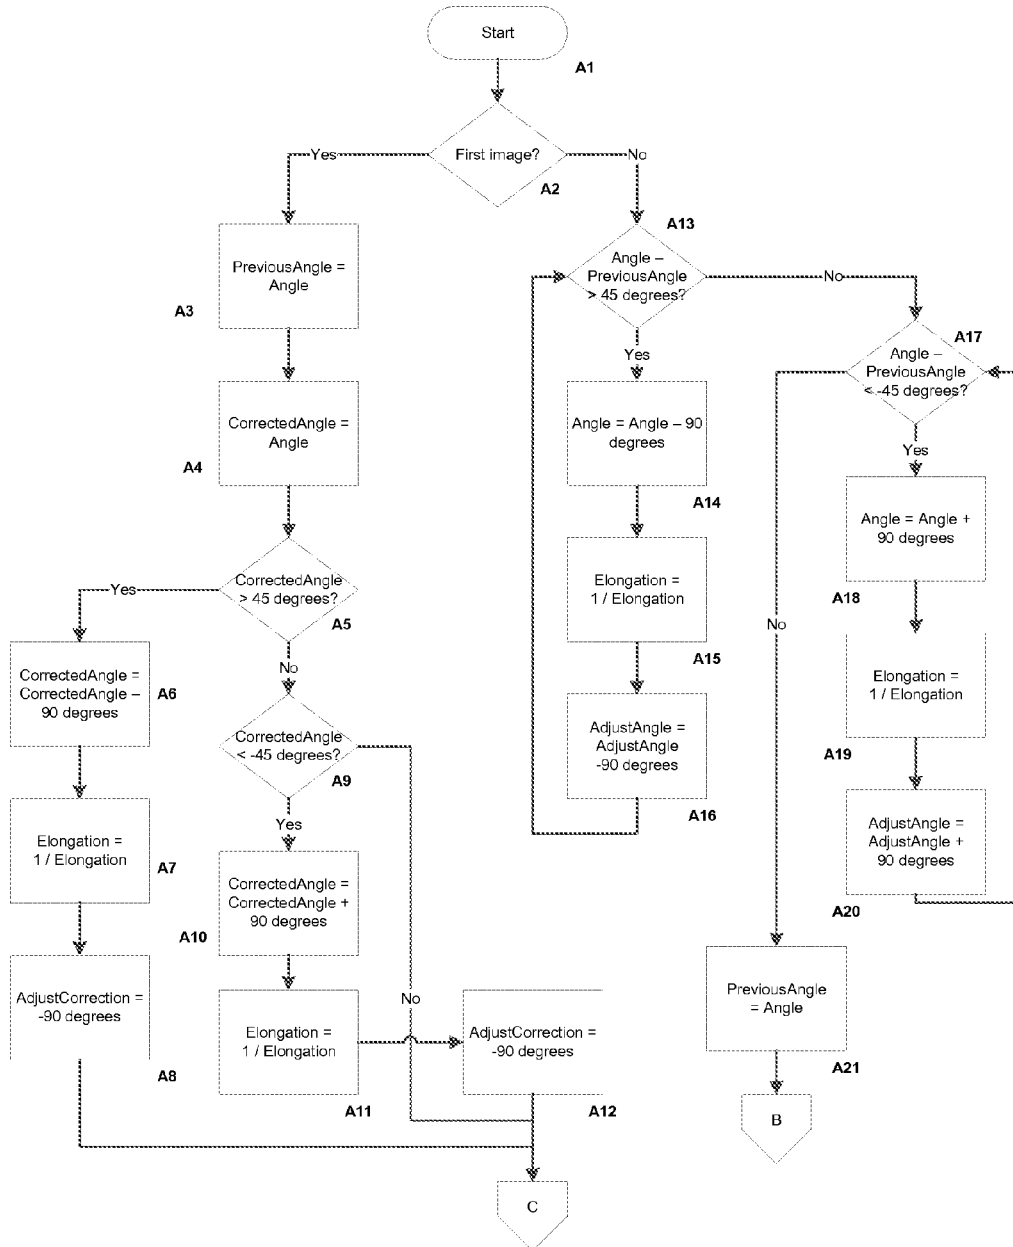 Start
A1
First image?
A2
Yes
No
PreviousAngle =
Angle
A3
CorrectedAngle =
Angle
A4
CorrectedAngle
> 45 degrees?
A5
Yes
No
CorrectedAngle =
CorrectedAngle –
90 degrees
A6
Elongation =
1 / Elongation
A7
AdjustCorrection =
-90 degrees
A8
CorrectedAngle
< -45 degrees?
A9
Yes
No
CorrectedAngle =
CorrectedAngle +
90 degrees
A10
Elongation =
1 / Elongation
A11
AdjustCorrection =
-90 degrees
A12
C
A13
Angle –
PreviousAngle
> 45 degrees?
No
Yes
Angle = Angle – 90
degrees
A14
Elongation =
1 / Elongation
A15
AdjustAngle =
AdjustAngle
-90 degrees
A16
A17
Angle –
PreviousAngle
< -45 degrees?
Yes
No
Angle = Angle +
90 degrees
A18
Elongation =
1 / Elongation
A19
AdjustAngle =
AdjustAngle +
90 degrees
A20
PreviousAngle
= Angle
A21
B